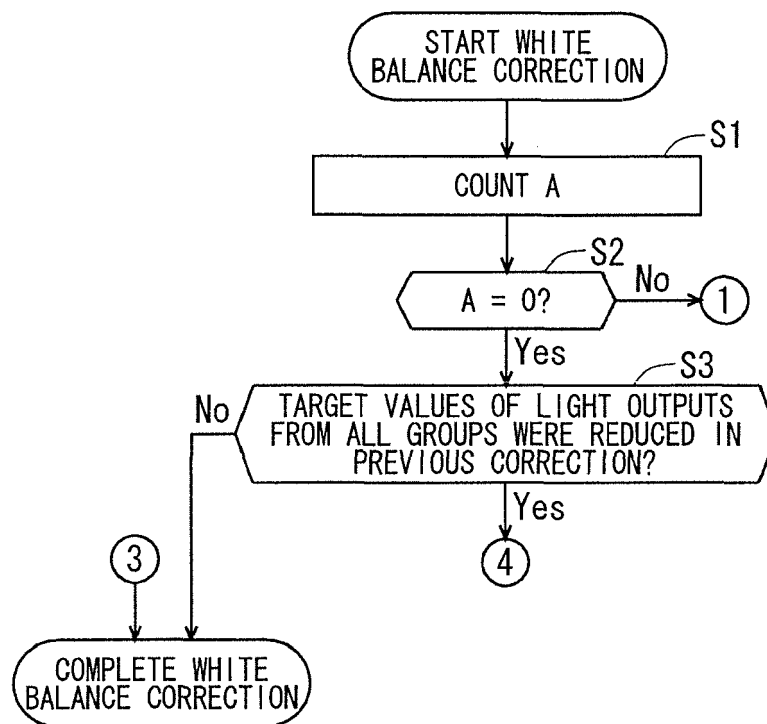 START WHITE
BALANCE CORRECTION
S1
COUNT A
S2
A = 0?
No
1
Yes
S3
No
TARGET VALUES OF LIGHT OUTPUTS
FROM ALL GROUPS WERE REDUCED IN
PREVIOUS CORRECTION?
Yes
3
4
COMPLETE WHITE
BALANCE CORRECTION